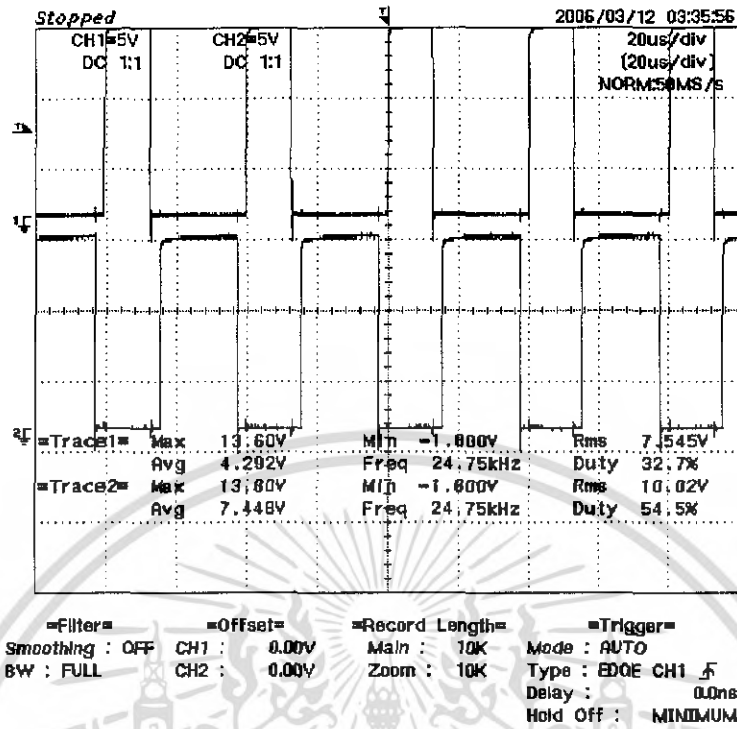 Stopped 2006/03/12 03:35:56
CH1=5V CH2=5V 20us/div
DC 1:1 DC 1:1 (20us/div)
NORM:50MS/s
=Trace1= Max 13.60V Min -1.800V Rms 7.545V
Avg 4.292V Freq 24.75kHz Duty 32.7%
=Trace2= Max 13.80V Min -1.600V Rms 10.02V
Avg 7.448V Freq 24.75kHz Duty 54.5%
=Filter= =Offset= =Record Length= =Trigger=
Smoothing : OFF CH1 : 0.00V Main : 10K Mode : AUTO
BW : FULL CH2 : 0.00V Zoom : 10K Type : EDGE CH1
Delay : 0.0ns
Hold Off : MINIMUM